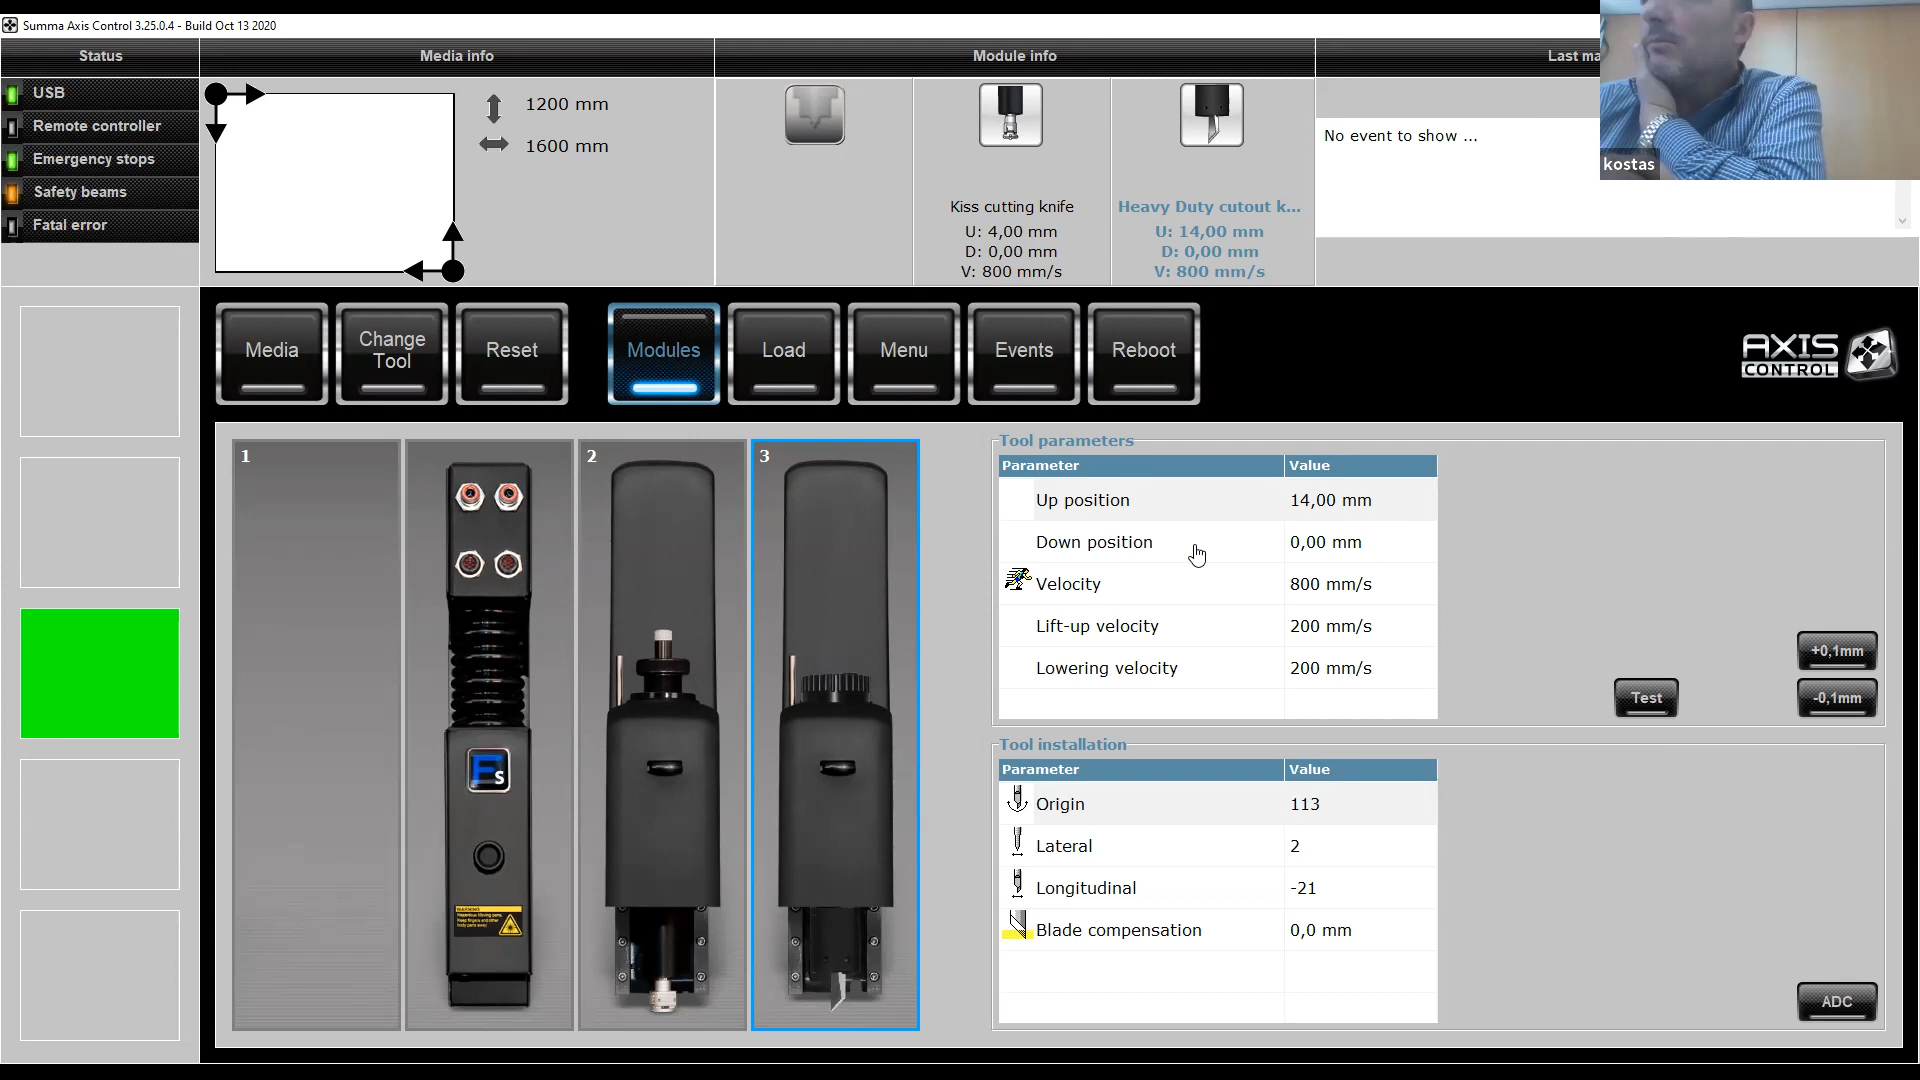 Summa Axis Control 3.25.0.4 - Build Oct 13 2020
Status
Media info
Module info
Last ma
USB
Remote controller
Emergency stops
Safety beams
Fatal error
1200 mm
1600 mm
Kiss cutting knife
U: 4,00 mm
D: 0,00 mm
V: 800 mm/s
Heavy Duty cutout k...
U: 14,00 mm
D: 0,00 mm
V: 800 mm/s
No event to show ...
kostas
Media
Change
Tool
Reset
Modules
Load
Menu
Events
Reboot
AXIS
CONTROL
1
2
3
Fs
WARNING
Tool parameters
Parameter Value
Up position 14,00 mm
Down position 0,00 mm
Velocity 800 mm/s
Lift-up velocity 200 mm/s
Lowering velocity 200 mm/s
Test
+0,1mm
-0,1mm
Tool installation
Parameter Value
Origin 113
Lateral 2
Longitudinal -21
Blade compensation 0,0 mm
ADC